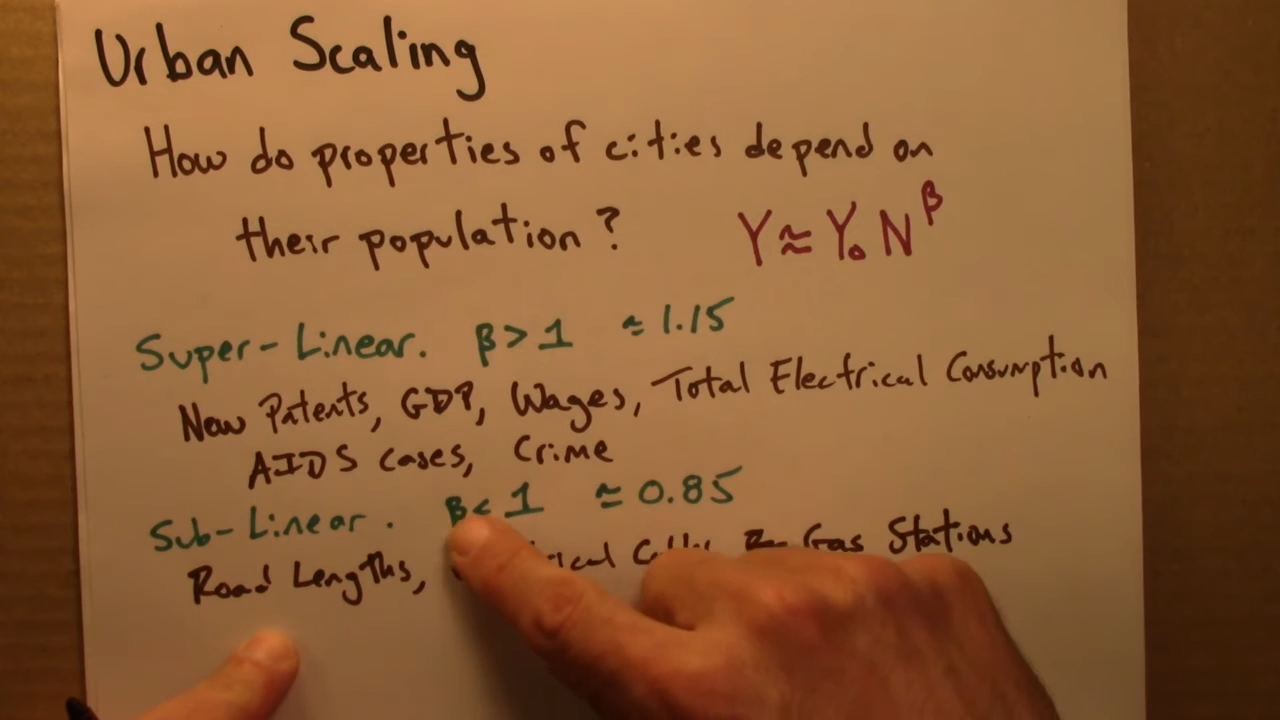 Urban Scaling
How do properties of cities depend on
their population?
Y ≈ Y₀ N^β
Super-Linear. β > 1 ≈ 1.15
New Patents, GDP, Wages, Total Electrical Consumption
AIDS cases, Crime
Sub-Linear. β < 1 ≃ 0.85
Road Lengths, Gas Stations